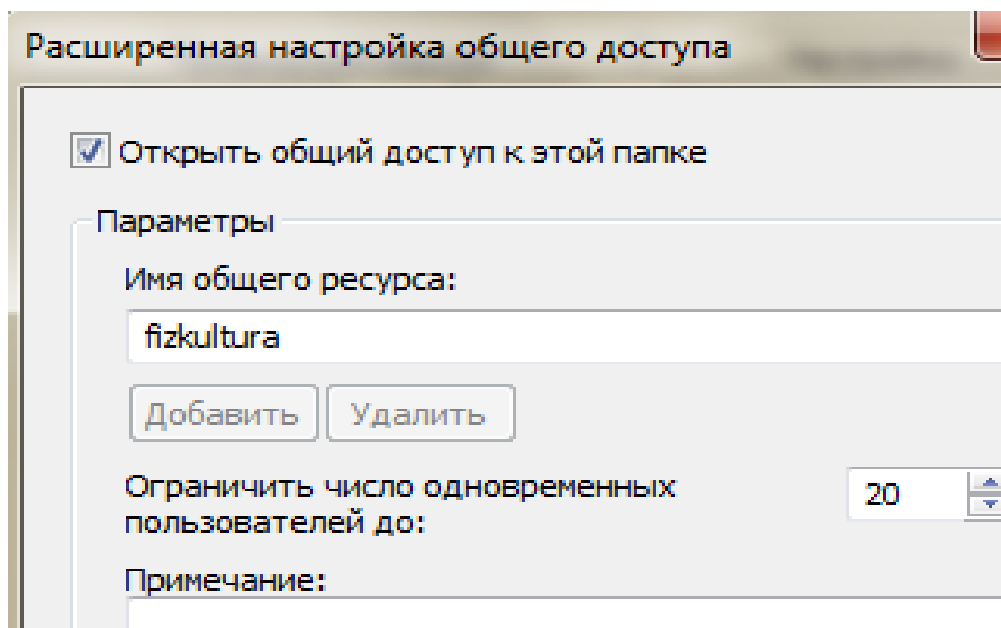 Расширенная настройка общего доступа
Открыть общий доступ к этой папке
Параметры
Имя общего ресурса:
fizkultura
Добавить Удалить
Ограничить число одновременных 20
пользователей до:
Примечание: